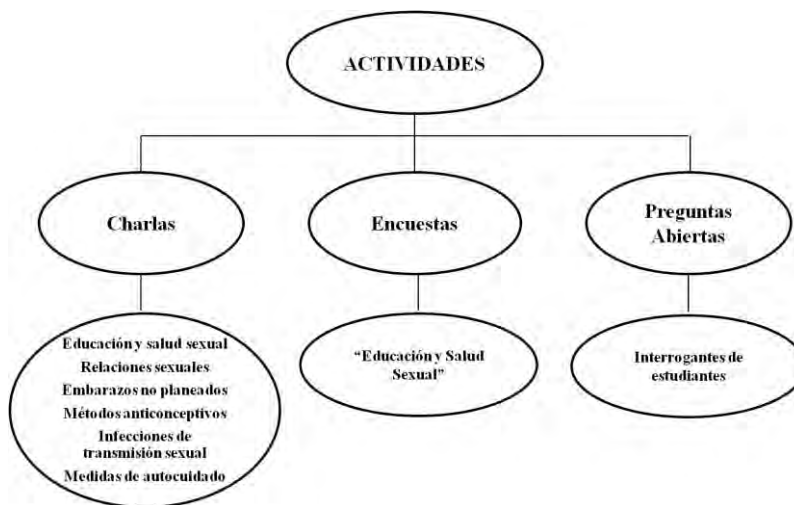 ACTIVIDADES
Charlas
Encuestas
Preguntas
Abiertas
Educación y salud sexual
Relaciones sexuales
Embarazos no planeados
Métodos anticonceptivos
Infecciones de
transmisión sexual
Medidas de autocuidado
“Educación y Salud
Sexual”
Interrogantes de
estudiantes